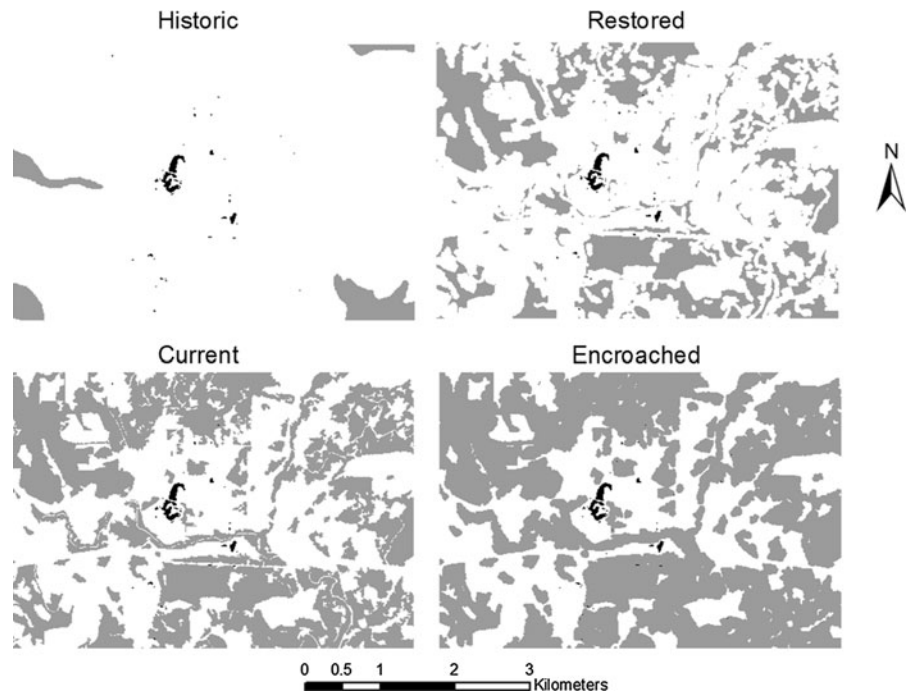 Historic
Restored
N
Current
Encroached
0 0.5 1 2 3
Kilometers